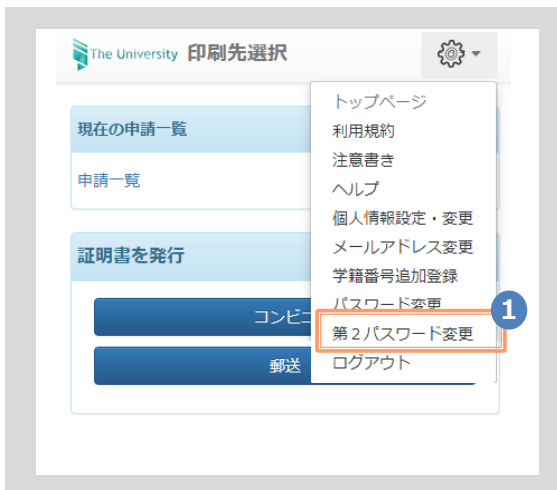 The University 印刷先選択
現在の申請一覧
申請一覧
証明書を発行
コンビニ
郵送
トップページ
利用規約
注意書き
ヘルプ
個人情報設定・変更
メールアドレス変更
学籍番号追加登録
パスワード変更
第2パスワード変更
ログアウト
1